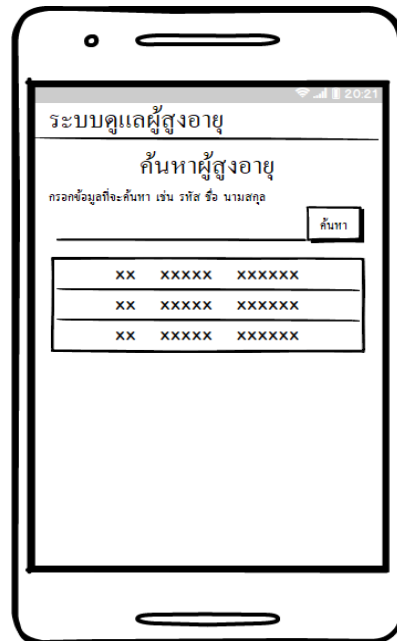 20:21
ระบบดูแลผู้สูงอายุ
ค้นหาผู้สูงอายุ
กรอกข้อมูลที่จะค้นหา เช่น รหัส ชื่อ นามสกุล
ค้นหา
xx xxxxx xxxxxx
xx xxxxx xxxxxx
xx xxxxx xxxxxx